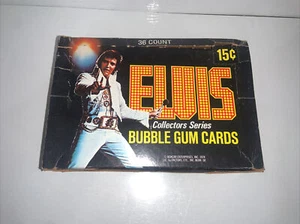 36 COUNT
15¢
ELVIS
Collectors Series
BUBBLE GUM CARDS